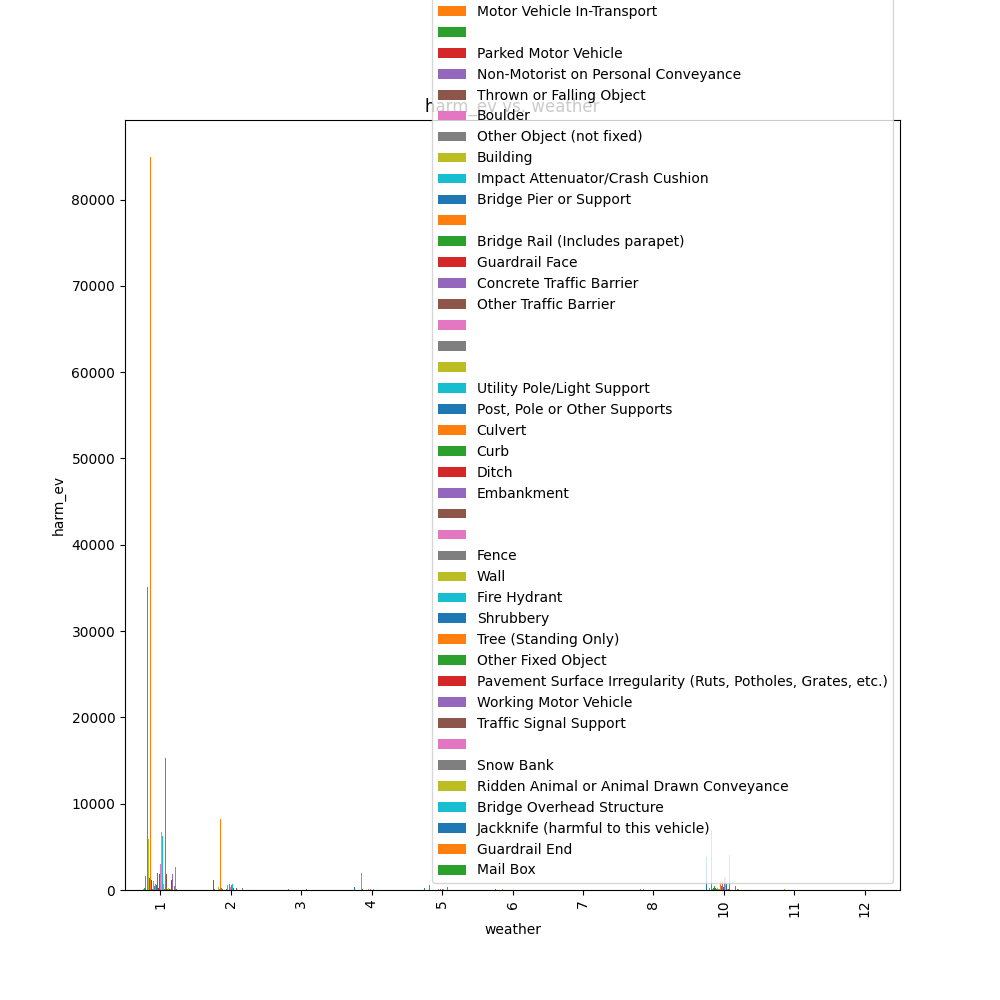 Motor Vehicle In-Transport
Parked Motor Vehicle
Non-Motorist on Personal Conveyance
Thrown or Falling Object
harm_ev vs. weather
Boulder
Other Object (not fixed)
Building
Impact Attenuator/Crash Cushion
Bridge Pier or Support
Bridge Rail (Includes parapet)
Guardrail Face
Concrete Traffic Barrier
Other Traffic Barrier
Utility Pole/Light Support
Post, Pole or Other Supports
Culvert
Curb
Ditch
Embankment
Fence
Wall
Fire Hydrant
Shrubbery
Tree (Standing Only)
Other Fixed Object
Pavement Surface Irregularity (Ruts, Potholes, Grates, etc.)
Working Motor Vehicle
Traffic Signal Support
Snow Bank
Ridden Animal or Animal Drawn Conveyance
Bridge Overhead Structure
Jackknife (harmful to this vehicle)
Guardrail End
Mail Box
80000
70000
60000
50000
40000
30000
20000
10000
0
harm_ev
1 2 3 4 5 6 7 8 10 11 12
weather